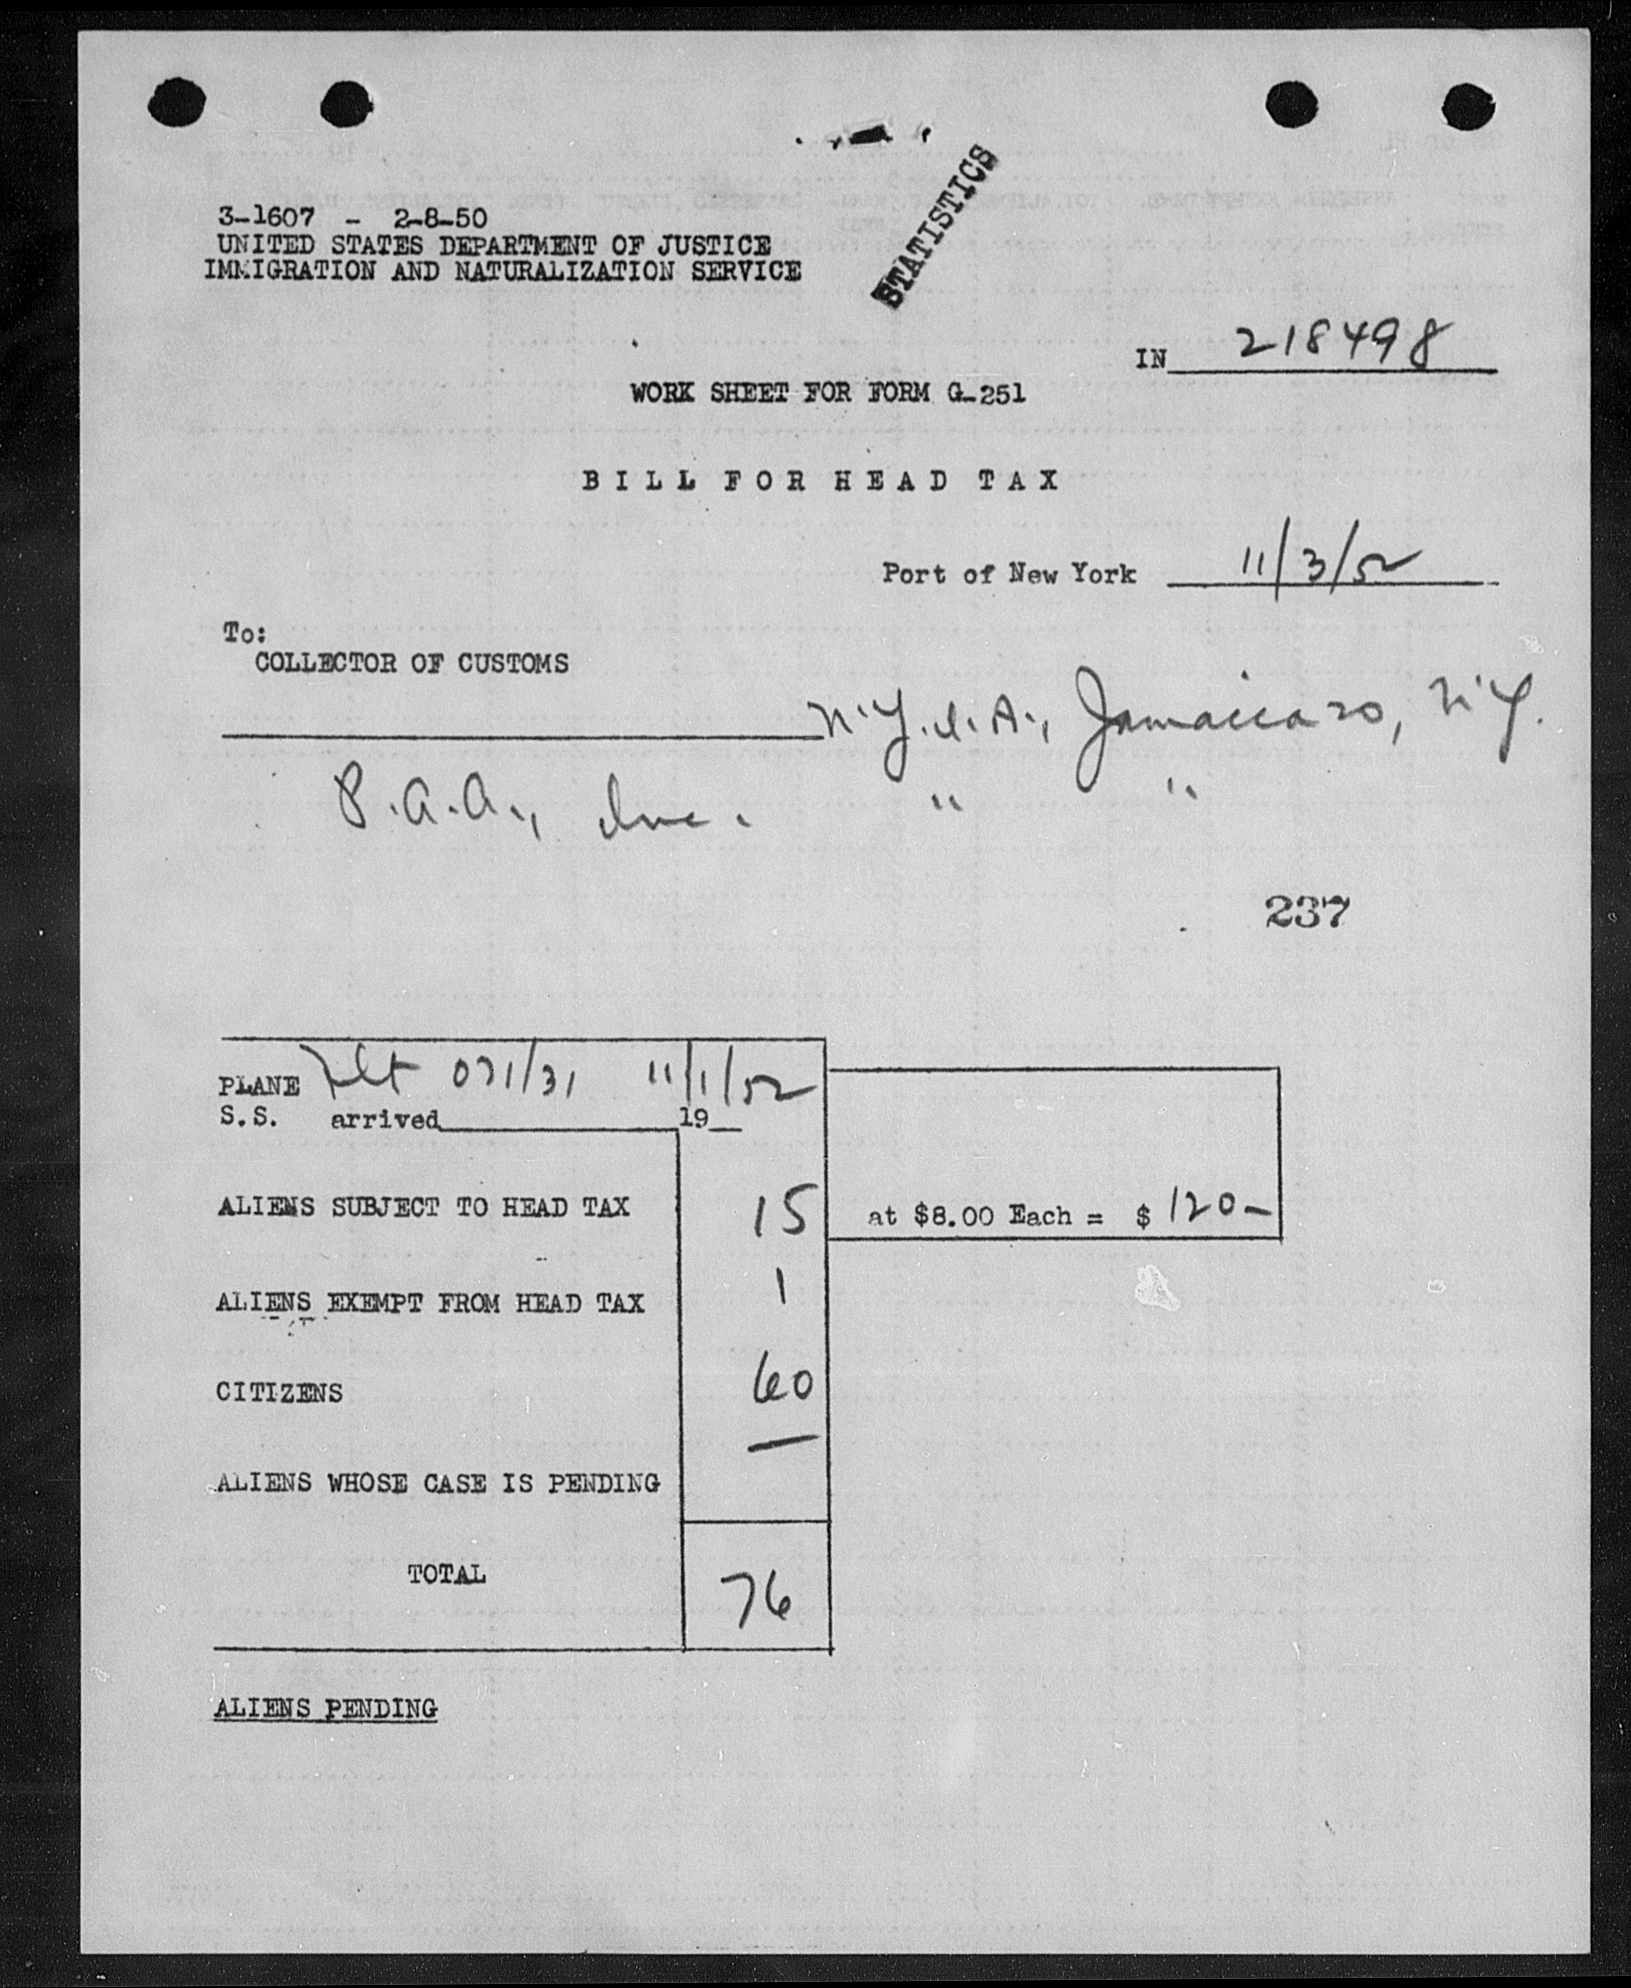 STATISTICS
3-1607 - 2-8-50
UNITED STATES DEPARTMENT OF JUSTICE
IMMIGRATION AND NATURALIZATION SERVICE
IN 218498
WORK SHEET FOR FORM G-251
BILL FOR HEAD TAX
Port of New York 11/3/52
To:
COLLECTOR OF CUSTOMS
N.Y.I.A., Jamaica 20, N.Y.
P.A.A., Inc. " "
237
PLANE Flt 071/31 11/1/52
S.S. arrived 19
ALIENS SUBJECT TO HEAD TAX 15 at $8.00 Each = $ 120-
ALIENS EXEMPT FROM HEAD TAX 1
CITIZENS 60
ALIENS WHOSE CASE IS PENDING —
TOTAL 76
ALIENS PENDING